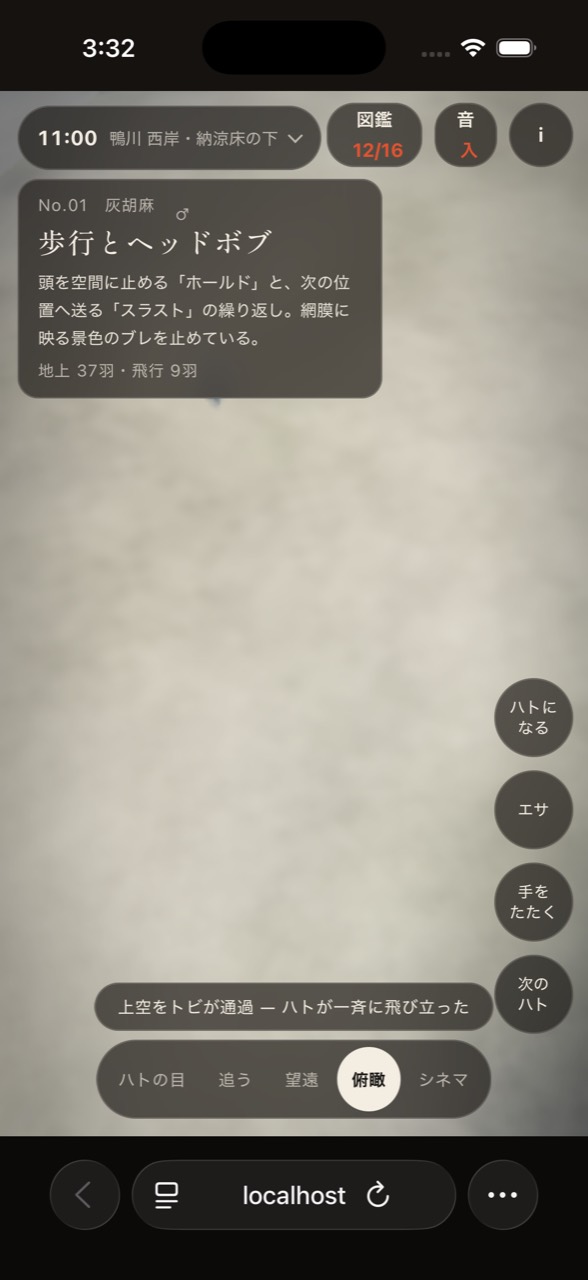 3:32
11:00 鴨川 西岸・納涼床の下
図鑑
12/16
音
入
i
No.01 灰胡麻 ♂
歩行とヘッドボブ
頭を空間に止める「ホールド」と、次の位
置へ送る「スラスト」の繰り返し。網膜に
映る景色のブレを止めている。
地上 37羽・飛行 9羽
ハトに
なる
エサ
手を
たたく
次の
ハト
上空をトビが通過 — ハトが一斉に飛び立った
ハトの目 追う 望遠 俯瞰 シネマ
localhost